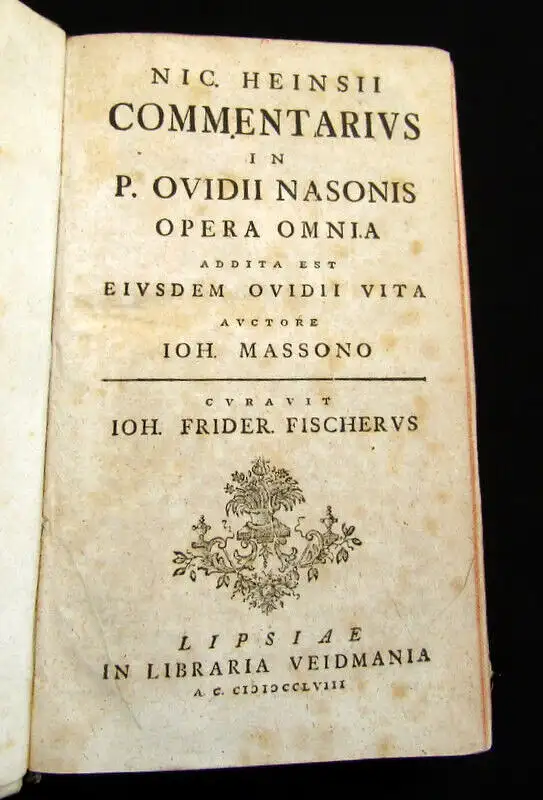 NIC. HEINSII
COMMENTARIVS
IN
P. OVIDII NASONIS
OPERA OMNIA
ADDITA EST
EIVSDEM OVIDII VITA
AVCTORE
IOH. MASSONO
CVRAVIT
IOH. FRIDER. FISCHERVS
LIPSIAE
IN LIBRARIA VEIDMANIA
A. C. CIƆIƆCCLVIII